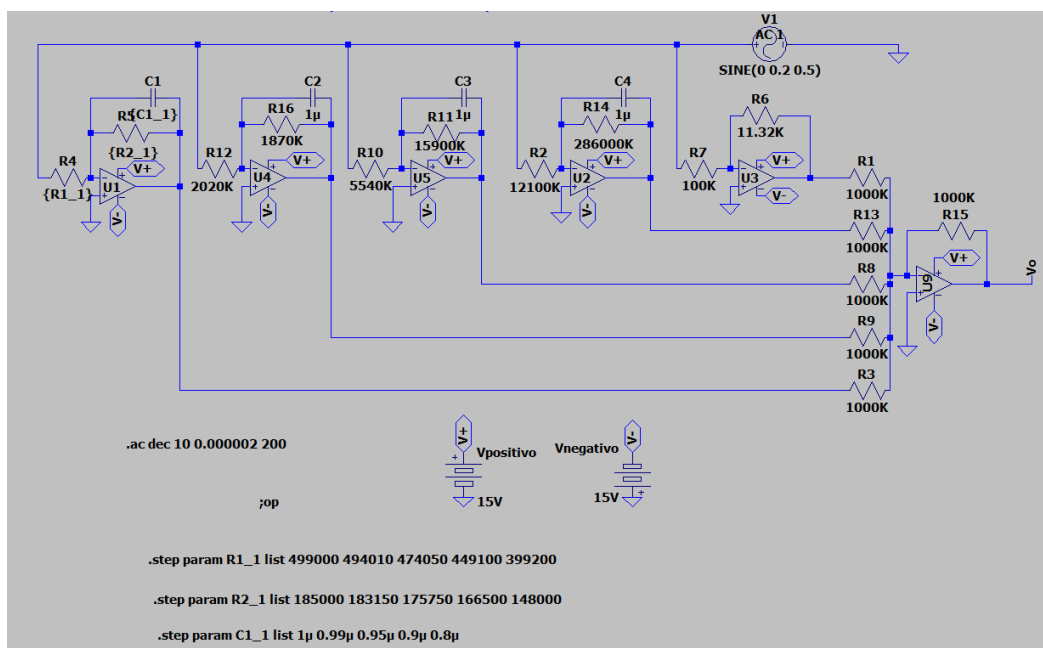 V1
AC 1
SINE(0 0.2 0.5)
C1
{C1_1}
R5
{R2_1}
R4
{R1_1}
U1
V+
V-
C2
1µ
R16
1870K
R12
2020K
U4
V+
V-
C3
1µ
R11
15900K
R10
5540K
U5
V+
V-
C4
1µ
R14
286000K
R2
12100K
U2
V+
V-
R6
11.32K
R7
100K
U3
V+
V-
R1
1000K
R13
1000K
R8
1000K
R9
1000K
R3
1000K
1000K
R15
U9
V+
V-
Vo
.ac dec 10 0.000002 200
V+
Vpositivo
15V
Vnegativo
V-
15V
;op
.step param R1_1 list 499000 494010 474050 449100 399200
.step param R2_1 list 185000 183150 175750 166500 148000
.step param C1_1 list 1µ 0.99µ 0.95µ 0.9µ 0.8µ